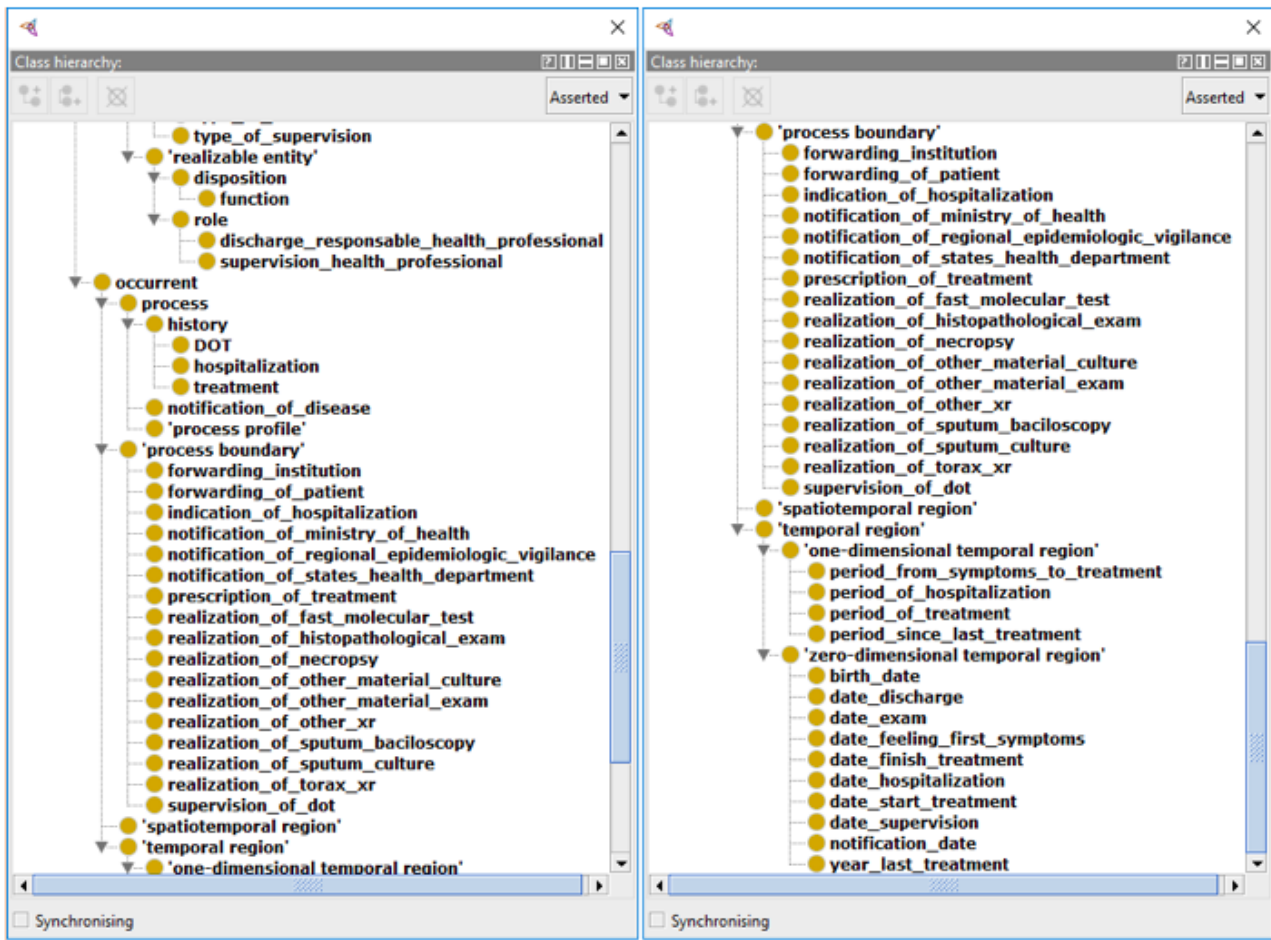 Class hierarchy:
Asserted
type_of_supervision
'realizable entity'
disposition
function
role
discharge_responsable_health_professional
supervision_health_professional
occurrent
process
history
DOT
hospitalization
treatment
notification_of_disease
'process profile'
'process boundary'
forwarding_institution
forwarding_of_patient
indication_of_hospitalization
notification_of_ministry_of_health
notification_of_regional_epidemiologic_vigilance
notification_of_states_health_department
prescription_of_treatment
realization_of_fast_molecular_test
realization_of_histopathological_exam
realization_of_necropsy
realization_of_other_material_culture
realization_of_other_material_exam
realization_of_other_xr
realization_of_sputum_baciloscopy
realization_of_sputum_culture
realization_of_torax_xr
supervision_of_dot
'spatiotemporal region'
'temporal region'
'one-dimensional temporal region'
Synchronising
Class hierarchy:
Asserted
'process boundary'
forwarding_institution
forwarding_of_patient
indication_of_hospitalization
notification_of_ministry_of_health
notification_of_regional_epidemiologic_vigilance
notification_of_states_health_department
prescription_of_treatment
realization_of_fast_molecular_test
realization_of_histopathological_exam
realization_of_necropsy
realization_of_other_material_culture
realization_of_other_material_exam
realization_of_other_xr
realization_of_sputum_baciloscopy
realization_of_sputum_culture
realization_of_torax_xr
supervision_of_dot
'spatiotemporal region'
'temporal region'
'one-dimensional temporal region'
period_from_symptoms_to_treatment
period_of_hospitalization
period_of_treatment
period_since_last_treatment
'zero-dimensional temporal region'
birth_date
date_discharge
date_exam
date_feeling_first_symptoms
date_finish_treatment
date_hospitalization
date_start_treatment
date_supervision
notification_date
year_last_treatment
Synchronising